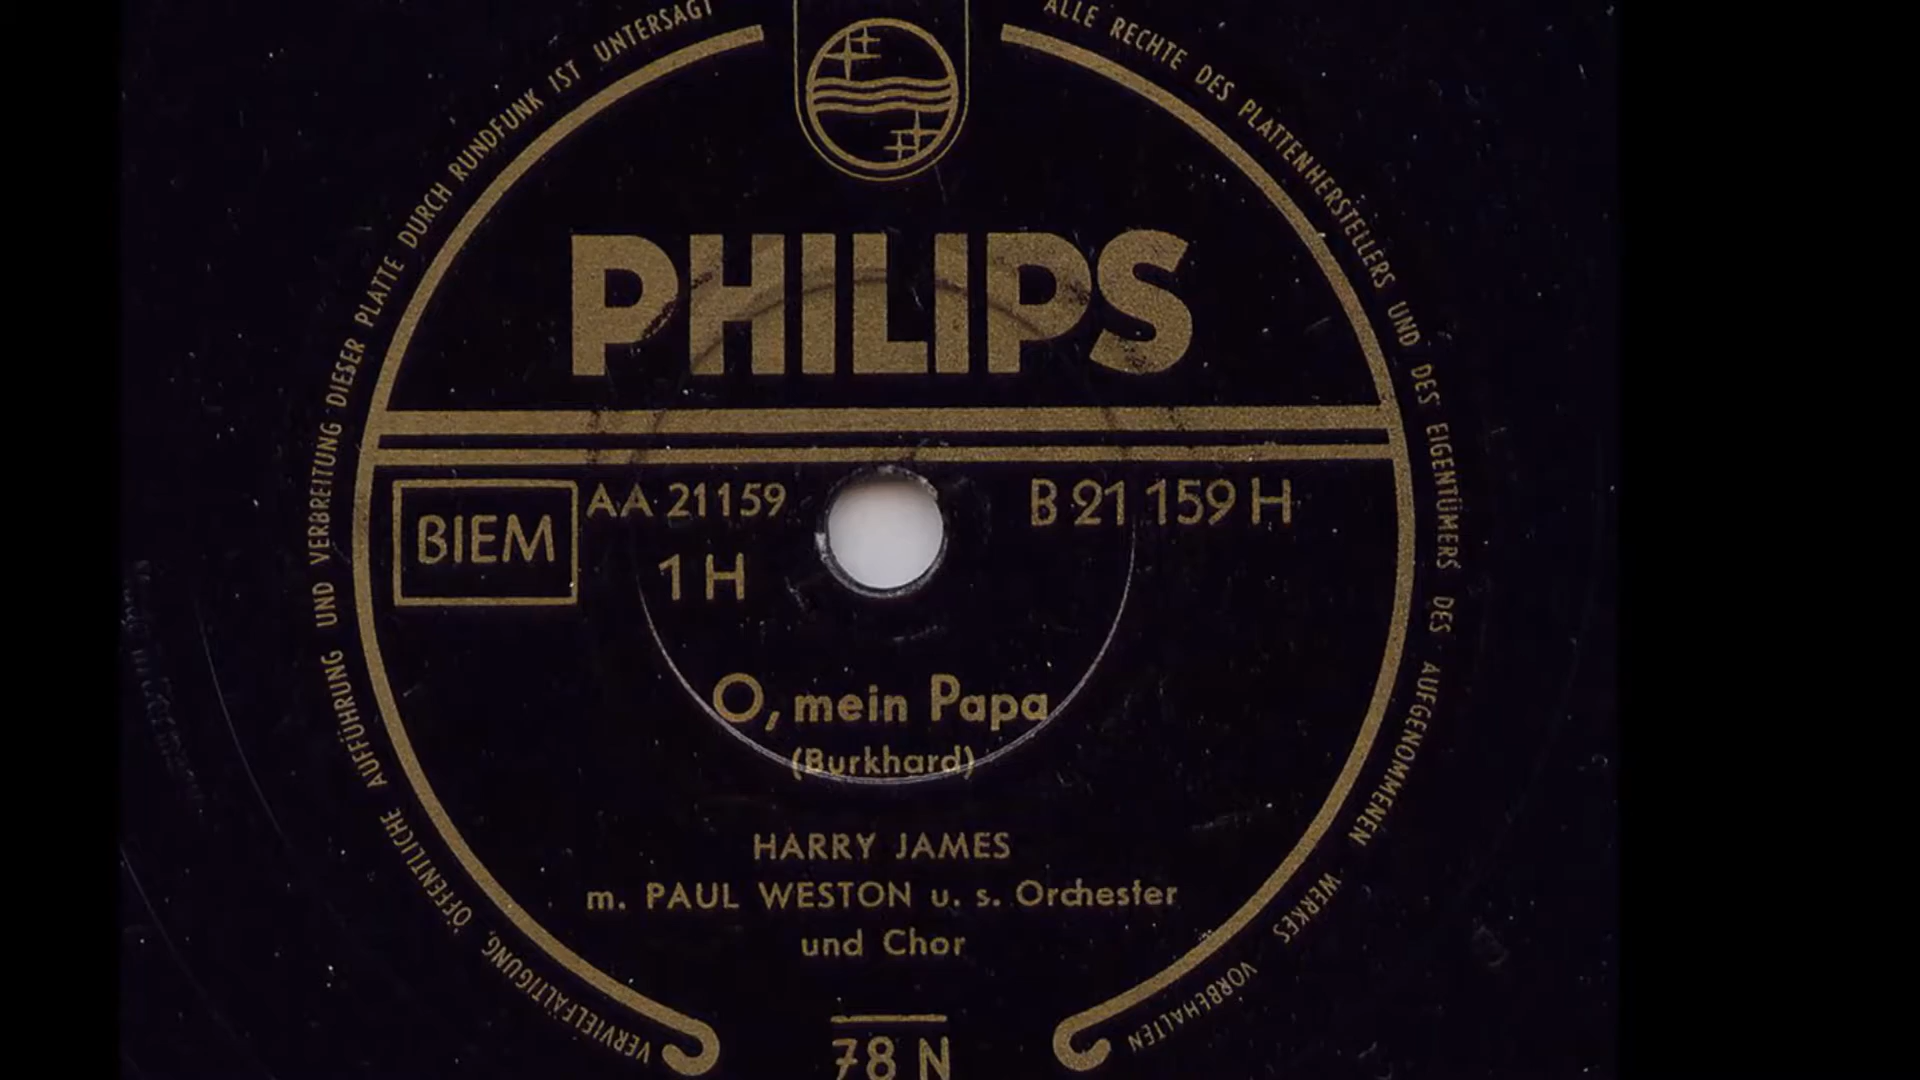 ALLE RECHTE DES PLATTENHERSTELLERS UND DES EIGENTÜMERS DES AUFGENOMMENEN WERKES VORBEHALTEN
VERVIELFÄLTIGUNG, ÖFFENTLICHE AUFFÜHRUNG UND VERBREITUNG DIESER PLATTE DURCH RUNDFUNK IST UNTERSAGT
PHILIPS
BIEM
AA 21159
1 H
B 21 159 H
O, mein Papa
(Burkhard)
HARRY JAMES
m. PAUL WESTON u. s. Orchester
und Chor
78 N